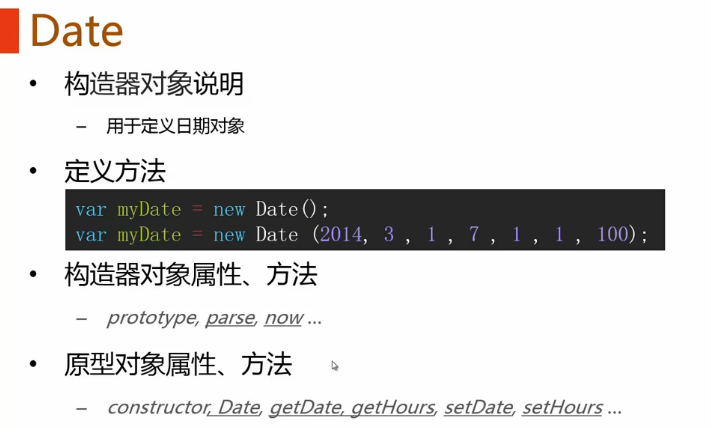 Date
• 构造器对象说明
– 用于定义日期对象
• 定义方法
var myDate = new Date();
var myDate = new Date (2014, 3 , 1 , 7 , 1 , 1 , 100);
• 构造器对象属性、方法
– prototype, parse, now ...
• 原型对象属性、方法
– constructor, Date, getDate, getHours, setDate, setHours ...